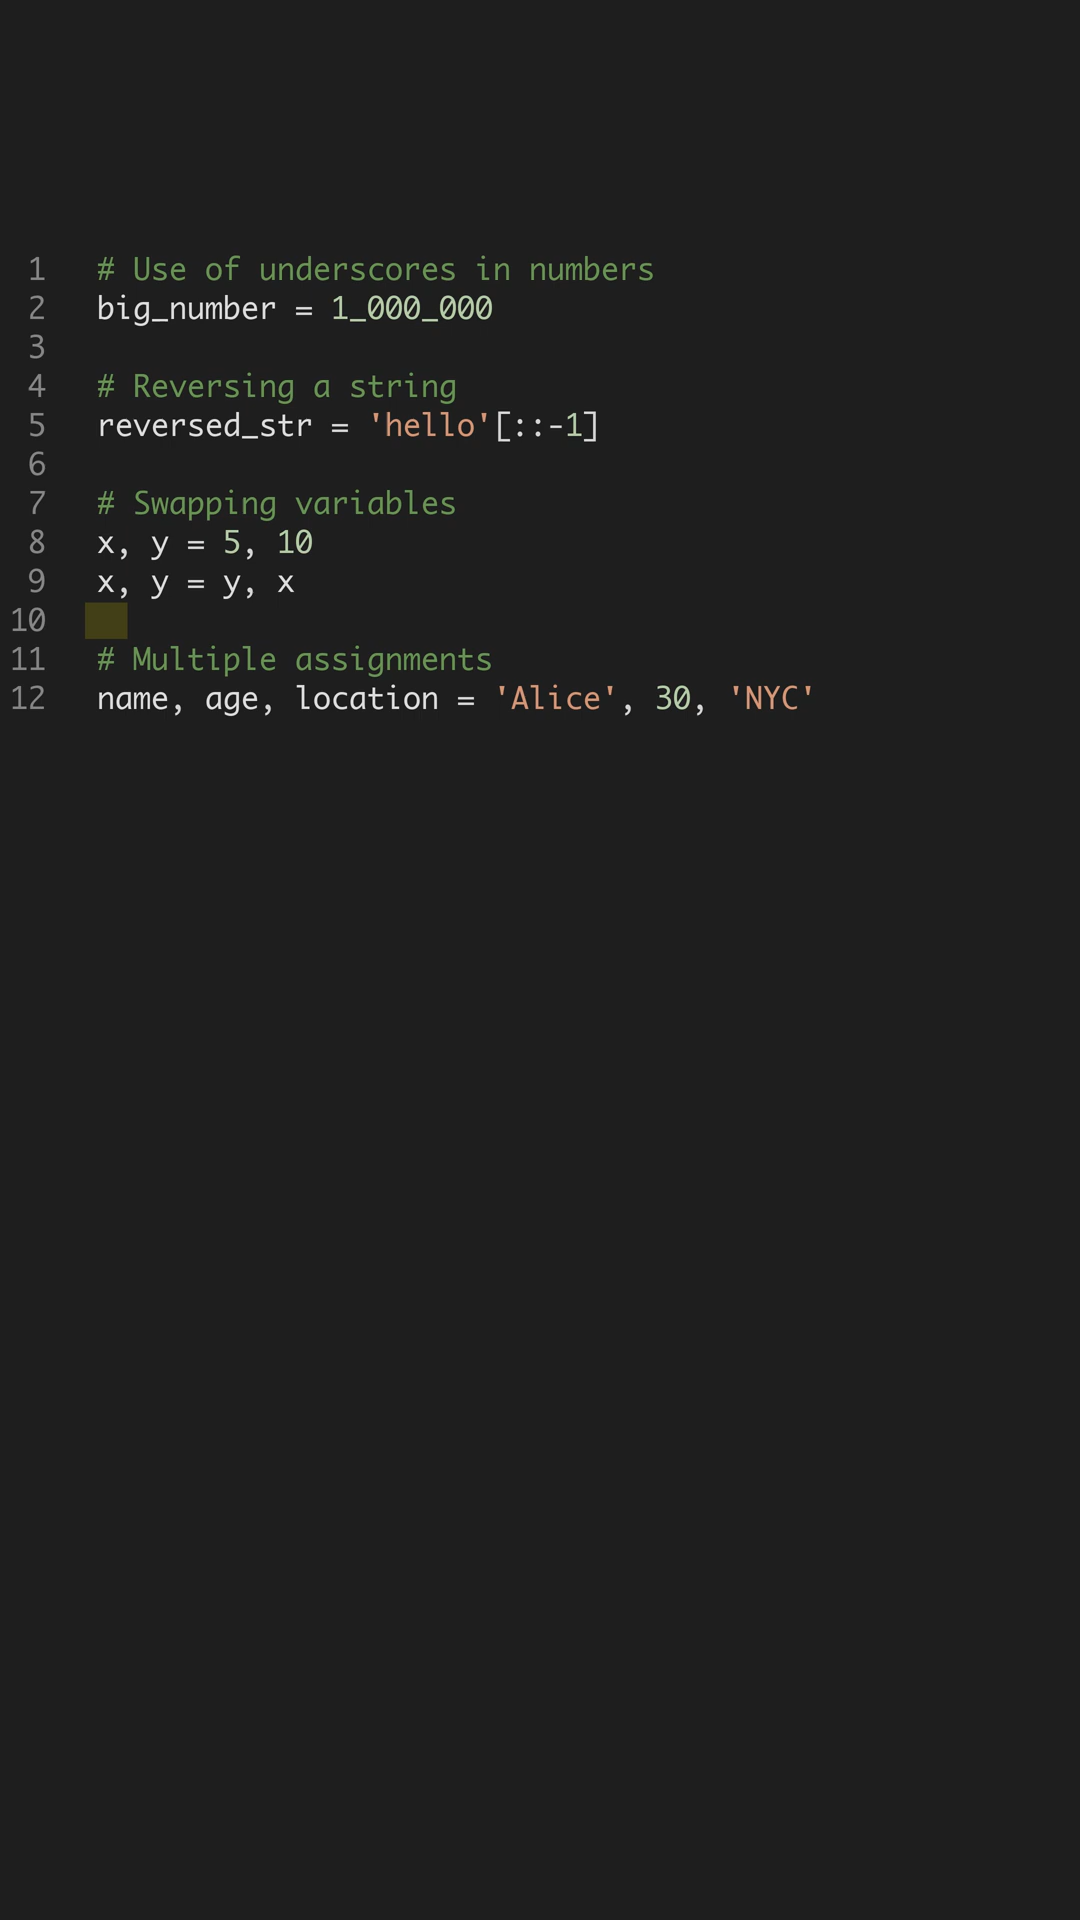 1 # Use of underscores in numbers
2 big_number = 1_000_000
3
4 # Reversing a string
5 reversed_str = 'hello'[::-1]
6
7 # Swapping variables
8 x, y = 5, 10
9 x, y = y, x
10
11 # Multiple assignments
12 name, age, location = 'Alice', 30, 'NYC'